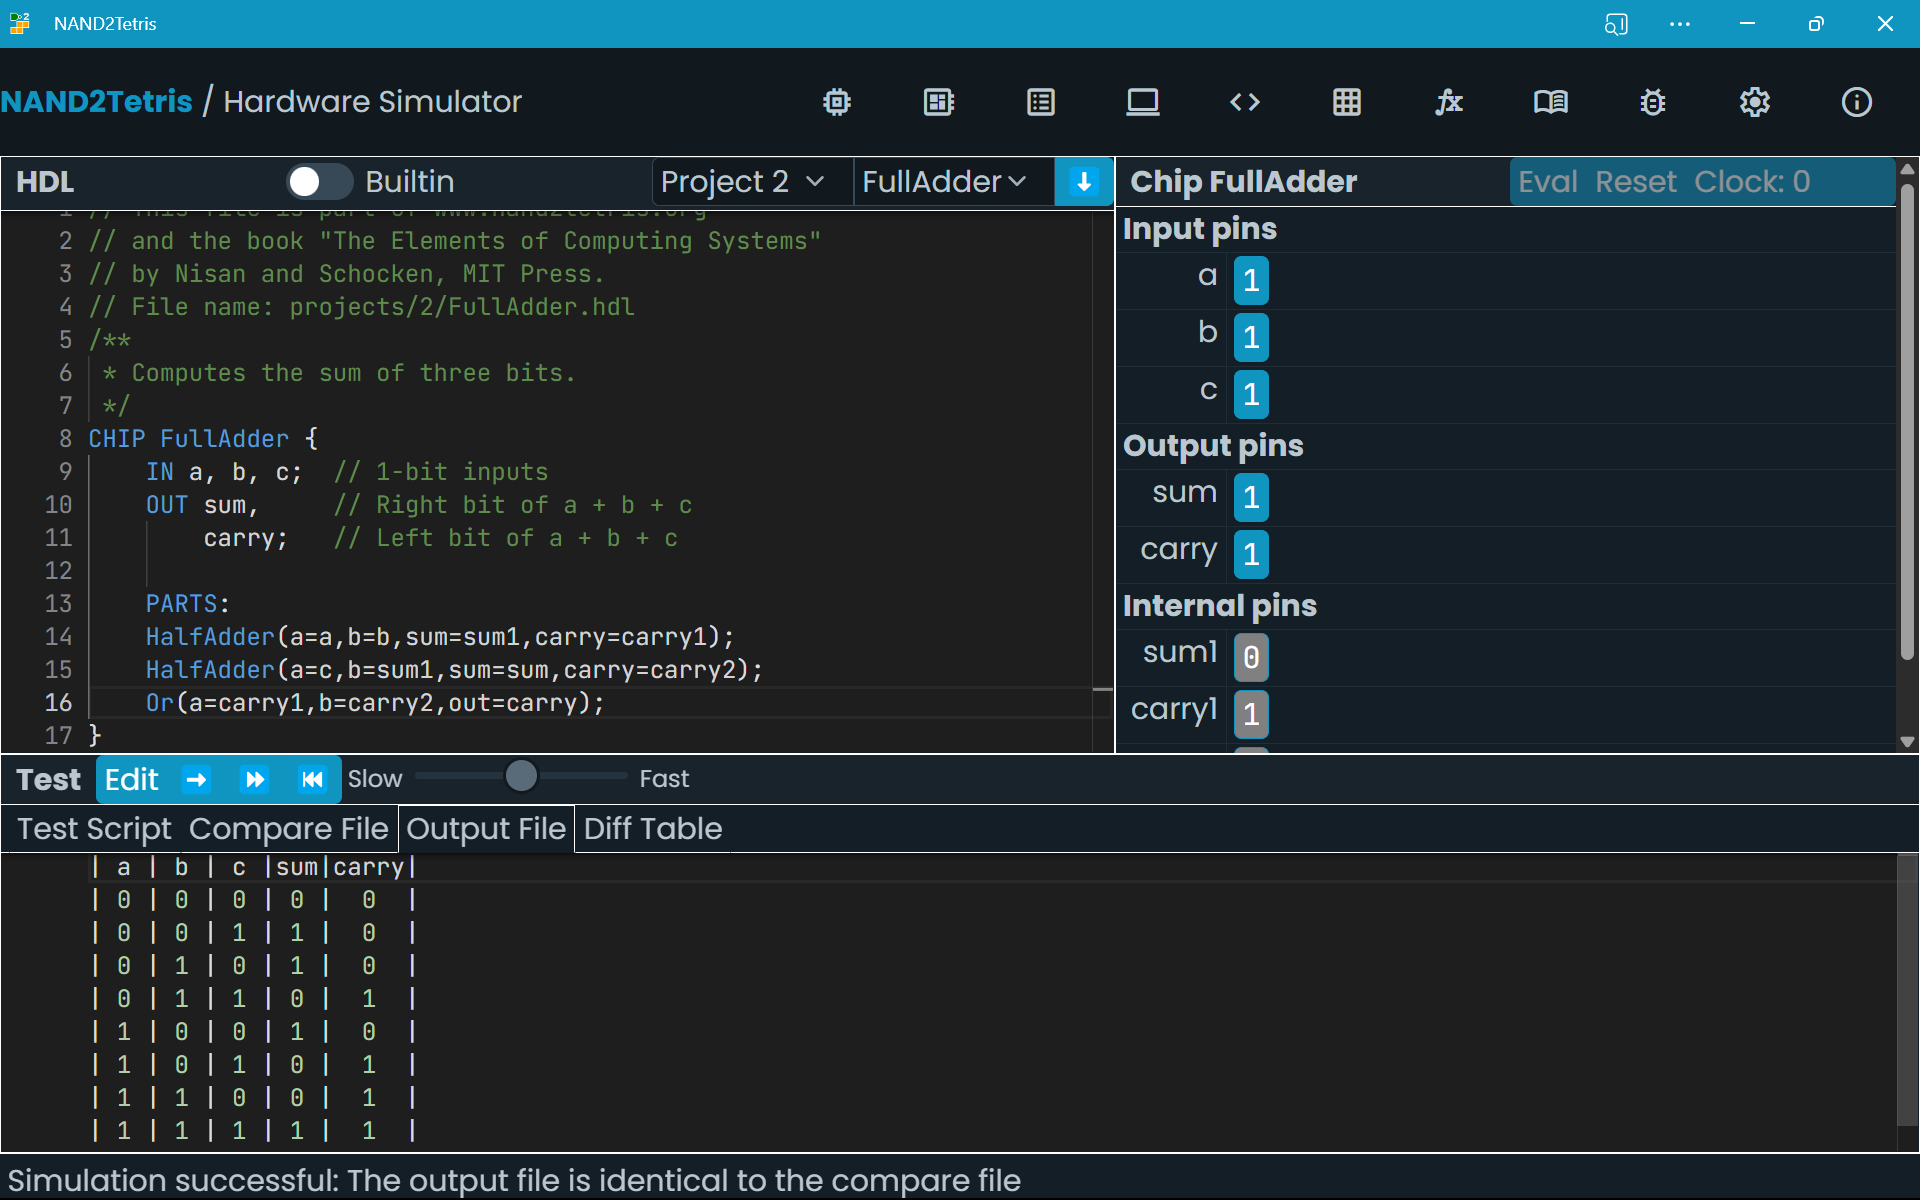 NAND2Tetris
NAND2Tetris / Hardware Simulator
HDL Builtin Project 2 FullAdder
1 // This file is part of www.nand2tetris.org
2 // and the book "The Elements of Computing Systems"
3 // by Nisan and Schocken, MIT Press.
4 // File name: projects/2/FullAdder.hdl
5 /**
6 * Computes the sum of three bits.
7 */
8 CHIP FullAdder {
9 IN a, b, c; // 1-bit inputs
10 OUT sum, // Right bit of a + b + c
11 carry; // Left bit of a + b + c
12
13 PARTS:
14 HalfAdder(a=a,b=b,sum=sum1,carry=carry1);
15 HalfAdder(a=c,b=sum1,sum=sum,carry=carry2);
16 Or(a=carry1,b=carry2,out=carry);
17 }
Chip FullAdder Eval Reset Clock: 0
Input pins
a 1
b 1
c 1
Output pins
sum 1
carry 1
Internal pins
sum1 0
carry1 1
Test Edit Slow Fast
Test Script Compare File Output File Diff Table
| a | b | c |sum|carry|
| 0 | 0 | 0 | 0 | 0 |
| 0 | 0 | 1 | 1 | 0 |
| 0 | 1 | 0 | 1 | 0 |
| 0 | 1 | 1 | 0 | 1 |
| 1 | 0 | 0 | 1 | 0 |
| 1 | 0 | 1 | 0 | 1 |
| 1 | 1 | 0 | 0 | 1 |
| 1 | 1 | 1 | 1 | 1 |
Simulation successful: The output file is identical to the compare file